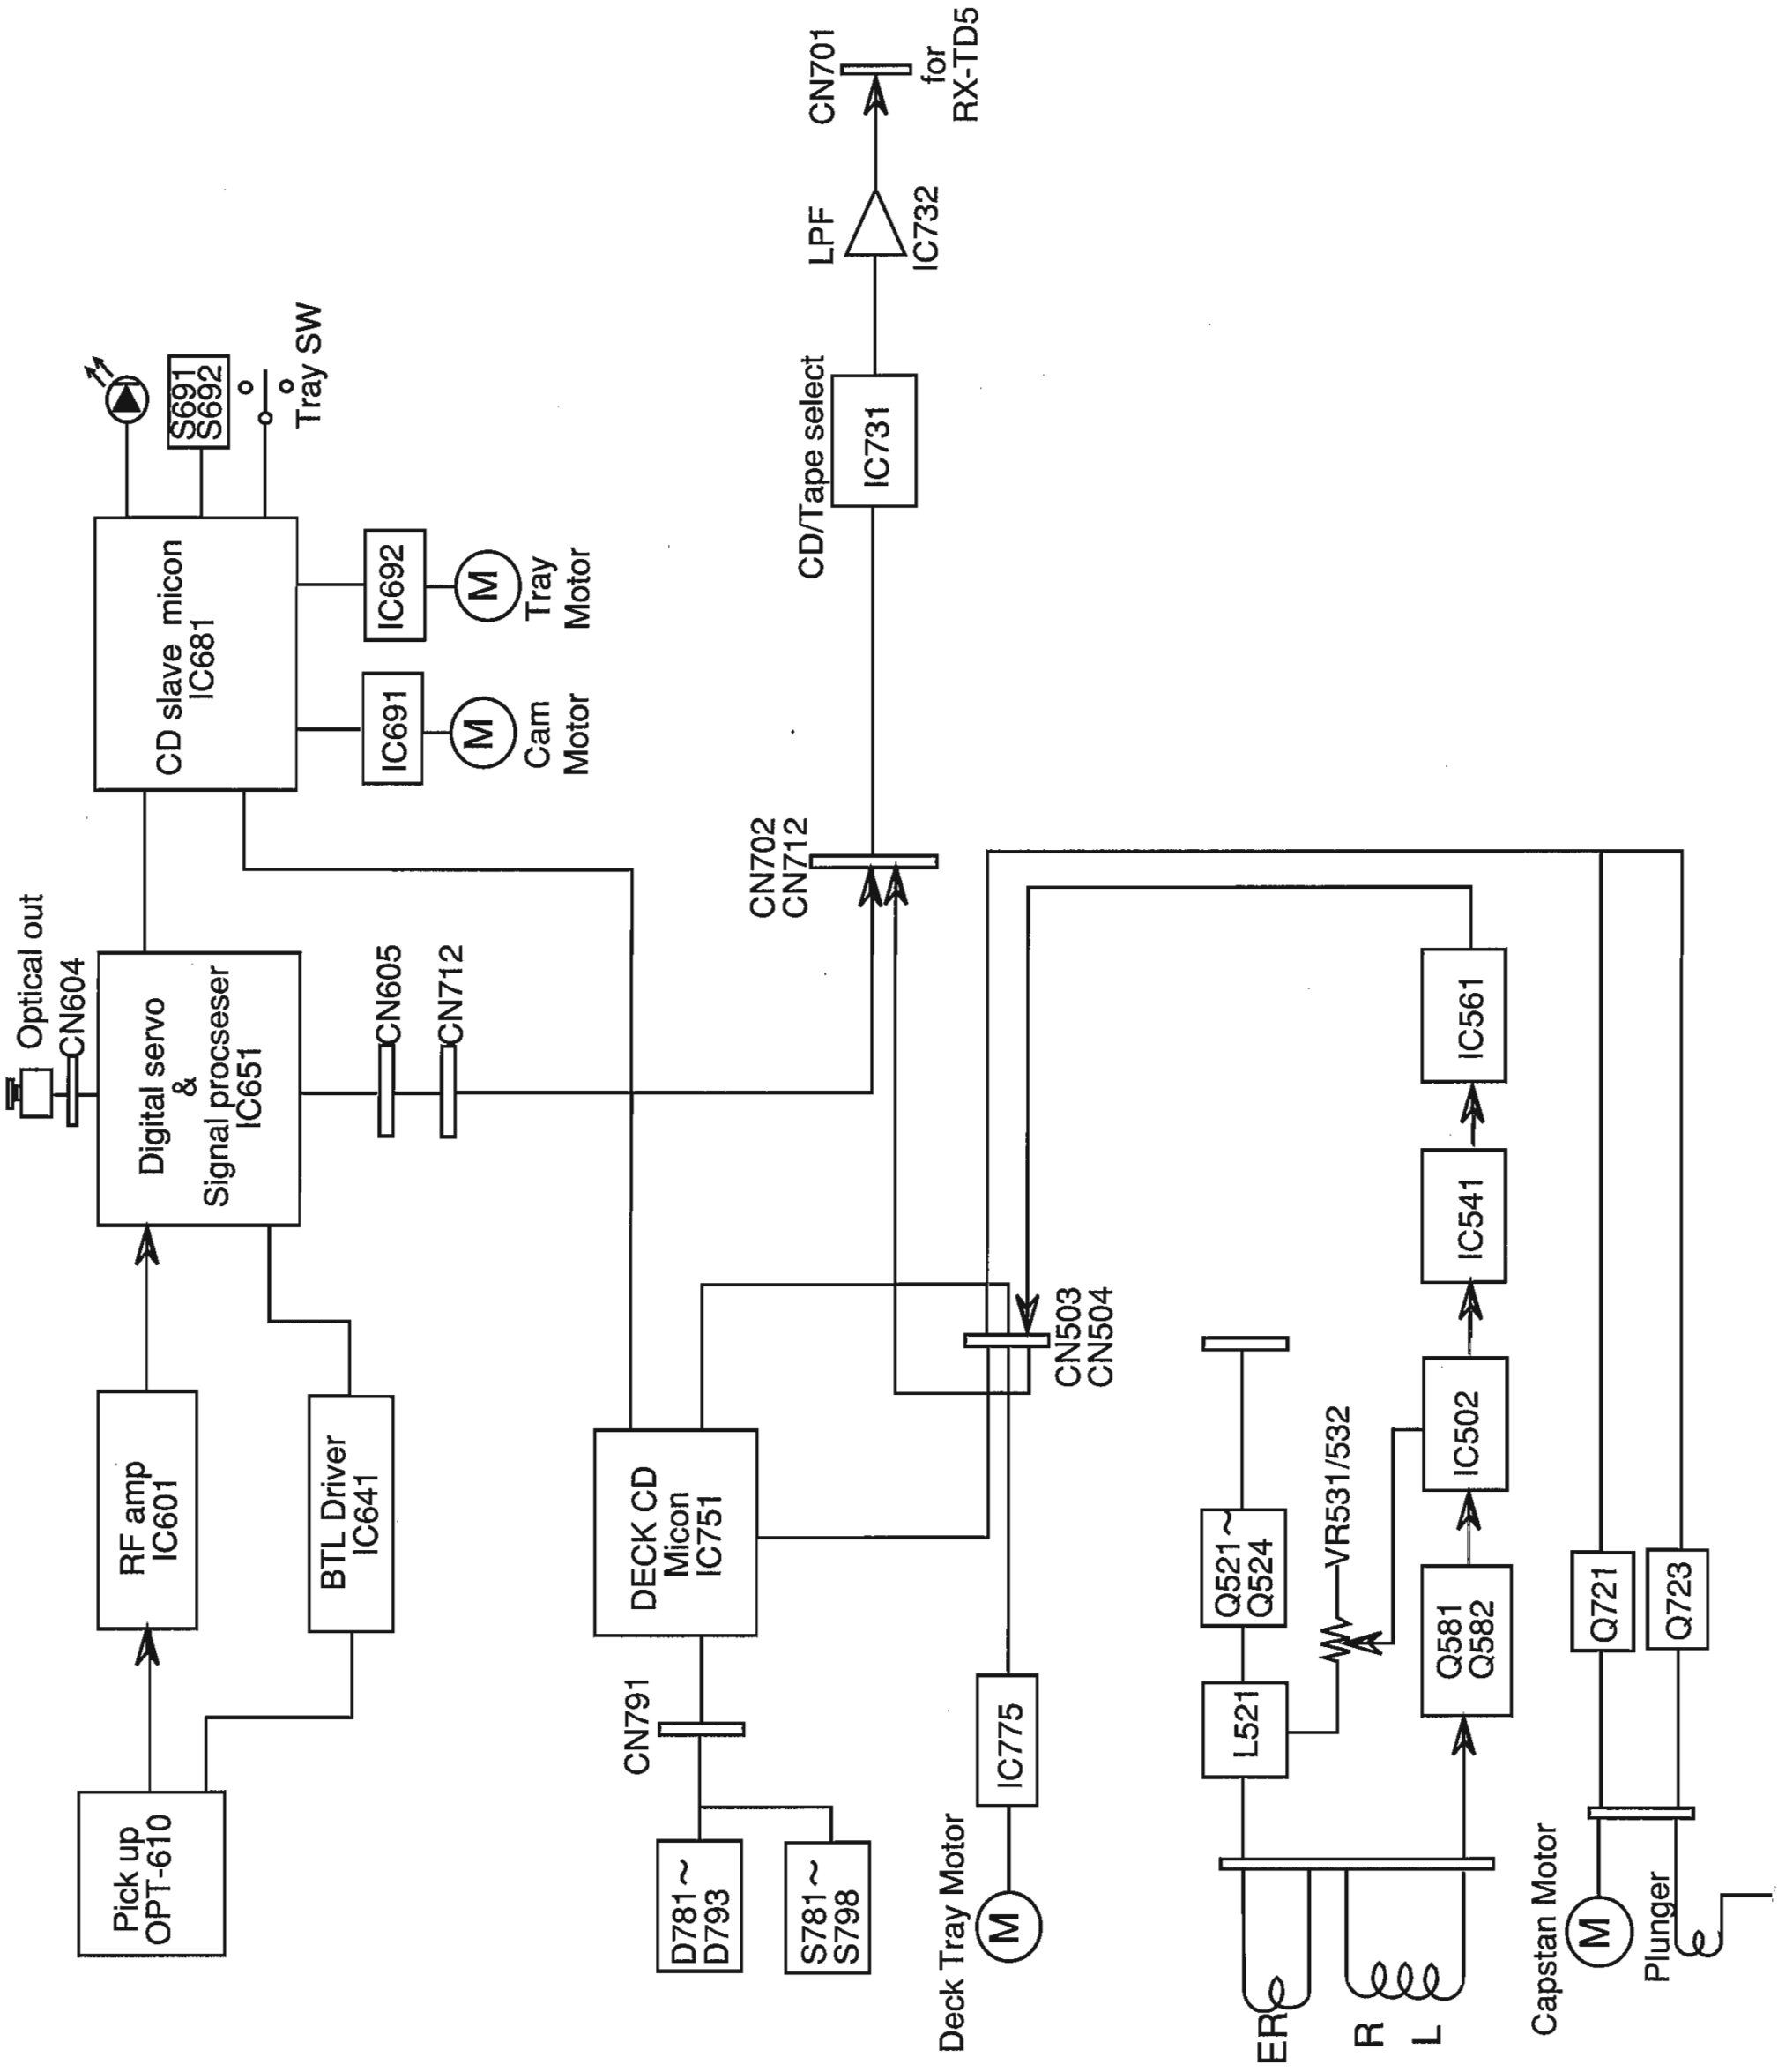 Pick up
OPT-610
RF amp
IC601
BTL Driver
IC641
Optical out
CN604
Digital servo
&
Signal procseser
IC651
CN605
CN712
CD slave micon
IC681
S691
S692
Tray SW
IC691
M
Cam
Motor
IC692
M
Tray
Motor
D781~
D793
S781~
S798
CN791
DECK CD
Micon
IC751
CN702
CN712
CD/Tape select
IC731
LPF
IC732
CN701
for
RX-TD5
Deck Tray Motor
M
IC775
CN503
CN504
ER
R
L
L521
Q521~
Q524
VR531/532
Q581
Q582
IC502
IC541
IC561
Capstan Motor
M
Plunger
Q721
Q723